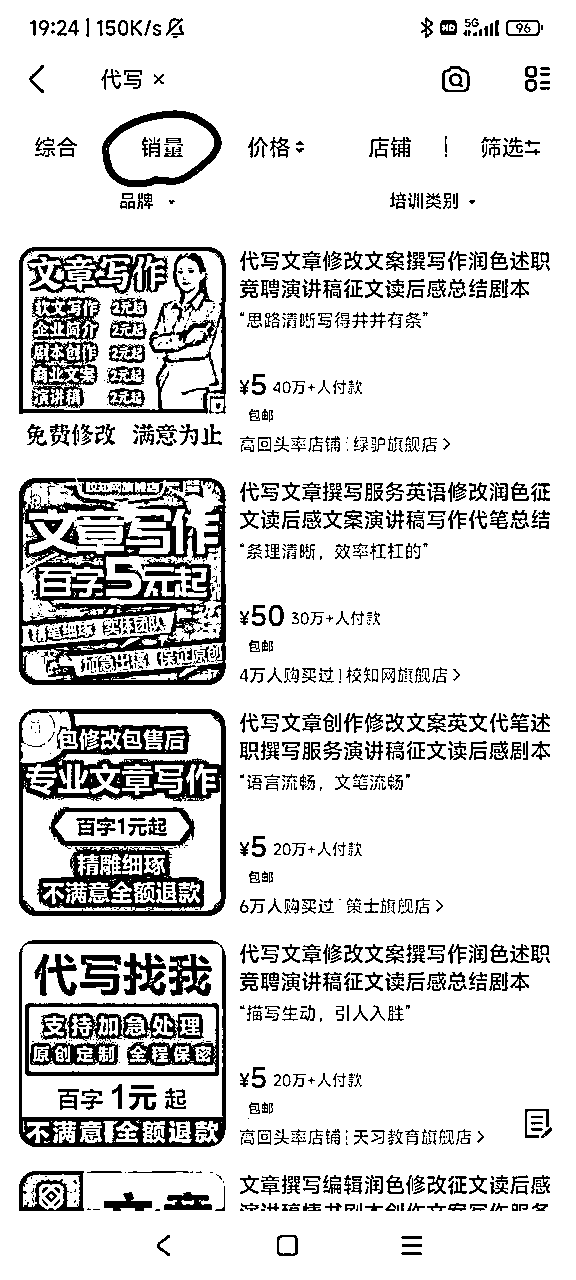 19:24 | 150K/s
HD 5G 96
代写 ×
综合 销量 价格 店铺 | 筛选
品牌 培训类别
文章写作
软文写作 2元起
企业简介 2元起
剧本创作 2元起
商业文案 2元起
演讲稿 2元起
免费修改 满意为止
代写文章修改文案撰写作润色述职
竞聘演讲稿征文读后感总结剧本
“思路清晰写得井井有条”
¥5 40万+人付款
包邮
高回头率店铺 | 绿驴旗舰店 >
文章写作
百字5元起
精笔细琢 实体团队
加急出稿 保证原创
代写文章撰写服务英语修改润色征
文读后感文案演讲稿写作代笔总结
“条理清晰，效率杠杠的”
¥50 30万+人付款
包邮
4万人购买过 | 校知网旗舰店 >
包修改包售后
专业文章写作
百字1元起
精雕细琢
不满意全额退款
代写文章创作修改文案英文代笔述
职撰写服务演讲稿征文读后感剧本
“语言流畅，文笔流畅”
¥5 20万+人付款
包邮
6万人购买过 策士旗舰店 >
代写找我
支持加急处理
原创定制 全程保密
百字 1元 起
不满意全额退款
代写文章修改文案撰写作润色述职
竞聘演讲稿征文读后感总结剧本
“描写生动，引人入胜”
¥5 20万+人付款
包邮
高回头率店铺 | 天习教育旗舰店 >
文章撰写编辑润色修改征文读后感
演讲稿情书剧本创作文案写作服务